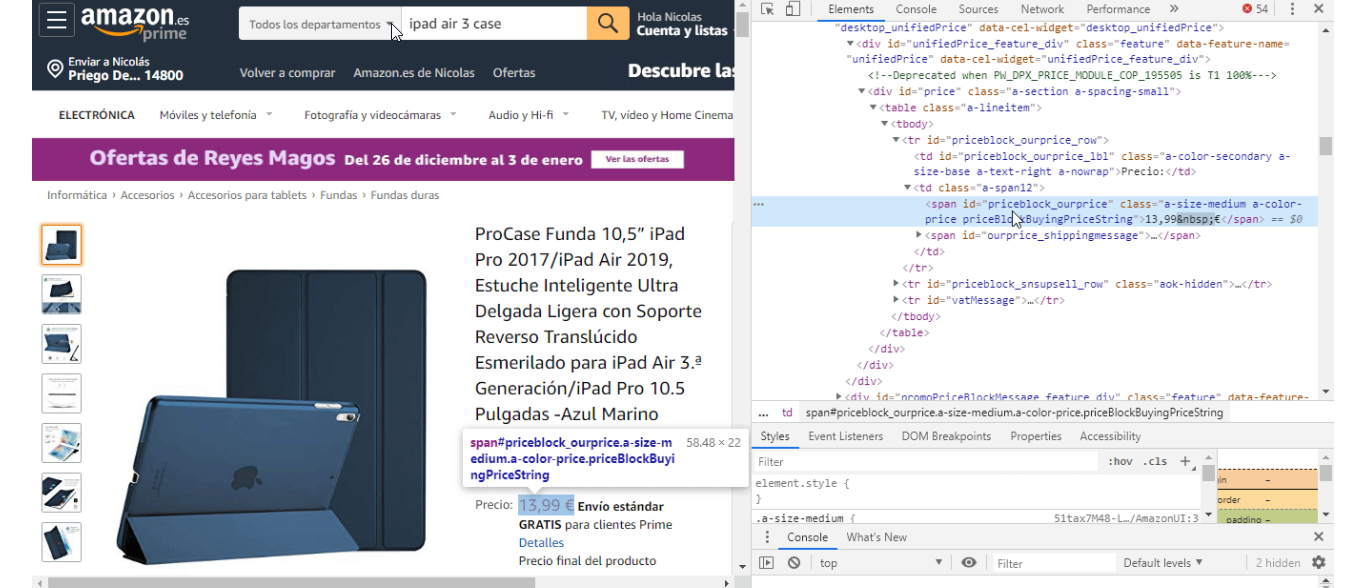 amazon.es
prime
Todos los departamentos
ipad air 3 case
Hola Nicolas
Cuenta y listas
Enviar a Nicolás
Priego De... 14800
Volver a comprar
Amazon.es de Nicolas
Ofertas
Descubre las
ELECTRÓNICA
Móviles y telefonía
Fotografía y videocámaras
Audio y Hi-fi
TV, vídeo y Home Cinema
Ofertas de Reyes Magos Del 26 de diciembre al 3 de enero
Ver las ofertas
Informática › Accesorios › Accesorios para tablets › Fundas › Fundas duras
ProCase Funda 10,5” iPad
Pro 2017/iPad Air 2019,
Estuche Inteligente Ultra
Delgada Ligera con Soporte
Reverso Translúcido
Esmerilado para iPad Air 3.ª
Generación/iPad Pro 10.5
Pulgadas -Azul Marino
span#priceblock_ourprice.a-size-m
edium.a-color-price.priceBlockBuyi
ngPriceString
58.48 × 22
Precio: 13,99 € Envío estándar
GRATIS para clientes Prime
Detalles
Precio final del producto
Elements
Console
Sources
Network
Performance
»
54
"desktop_unifiedPrice" data-cel-widget="desktop_unifiedPrice">
<div id="unifiedPrice_feature_div" class="feature" data-feature-name=
"unifiedPrice" data-cel-widget="unifiedPrice_feature_div">
<!--Deprecated when PW_DPX_PRICE_MODULE_COP_195505 is T1 100%--->
<div id="price" class="a-section a-spacing-small">
<table class="a-lineitem">
<tbody>
<tr id="priceblock_ourprice_row">
<td id="priceblock_ourprice_lbl" class="a-color-secondary a-
size-base a-text-right a-nowrap">Precio:</td>
<td class="a-span12">
<span id="priceblock_ourprice" class="a-size-medium a-color-
price priceBlockBuyingPriceString">13,99&nbsp;€</span> == $0
<span id="ourprice_shippingmessage">…</span>
</td>
</tr>
<tr id="priceblock_snsupsell_row" class="aok-hidden">…</tr>
<tr id="vatMessage">…</tr>
</tbody>
</table>
</div>
</div>
</div>
<div id="promoPriceBlockMessage_feature_div" class="feature" data-feature-
... td span#priceblock_ourprice.a-size-medium.a-color-price.priceBlockBuyingPriceString
Styles
Event Listeners
DOM Breakpoints
Properties
Accessibility
Filter
:hov .cls +
element.style {
}
.a-size-medium {
51tax7M48-L…/AmazonUI:3
in –
order –
padding –
Console
What's New
top
Filter
Default levels
2 hidden